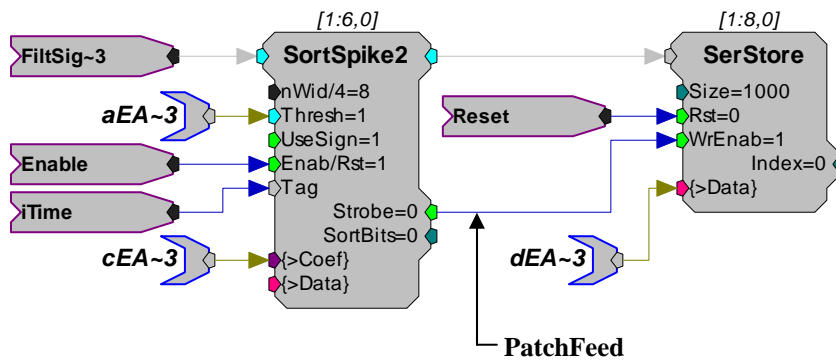 [1:6,0]
[1:8,0]
FiltSig~3
SortSpike2
SerStore
nWid/4=8
Size=1000
aEA~3
Thresh=1
Reset
Rst=0
UseSign=1
WrEnab=1
Enable
Enab/Rst=1
Index=0
iTime
Tag
{>Data}
Strobe=0
SortBits=0
cEA~3
{>Coef}
dEA~3
{>Data}
PatchFeed